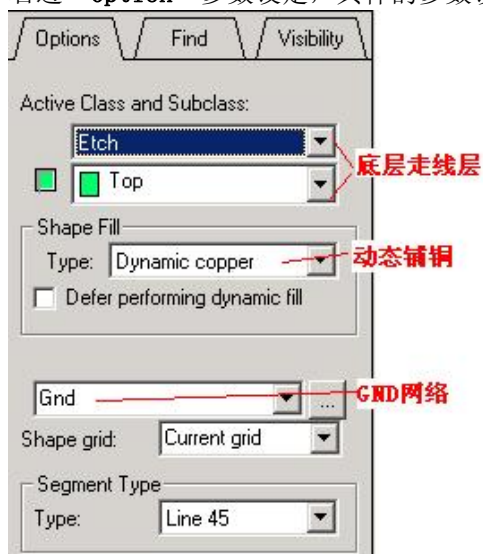 Options Find Visibility
Active Class and Subclass:
Etch
Top
底层走线层
Shape Fill
Type: Dynamic copper
动态铺铜
Defer performing dynamic fill
Gnd ...
GND网络
Shape grid: Current grid
Segment Type
Type: Line 45